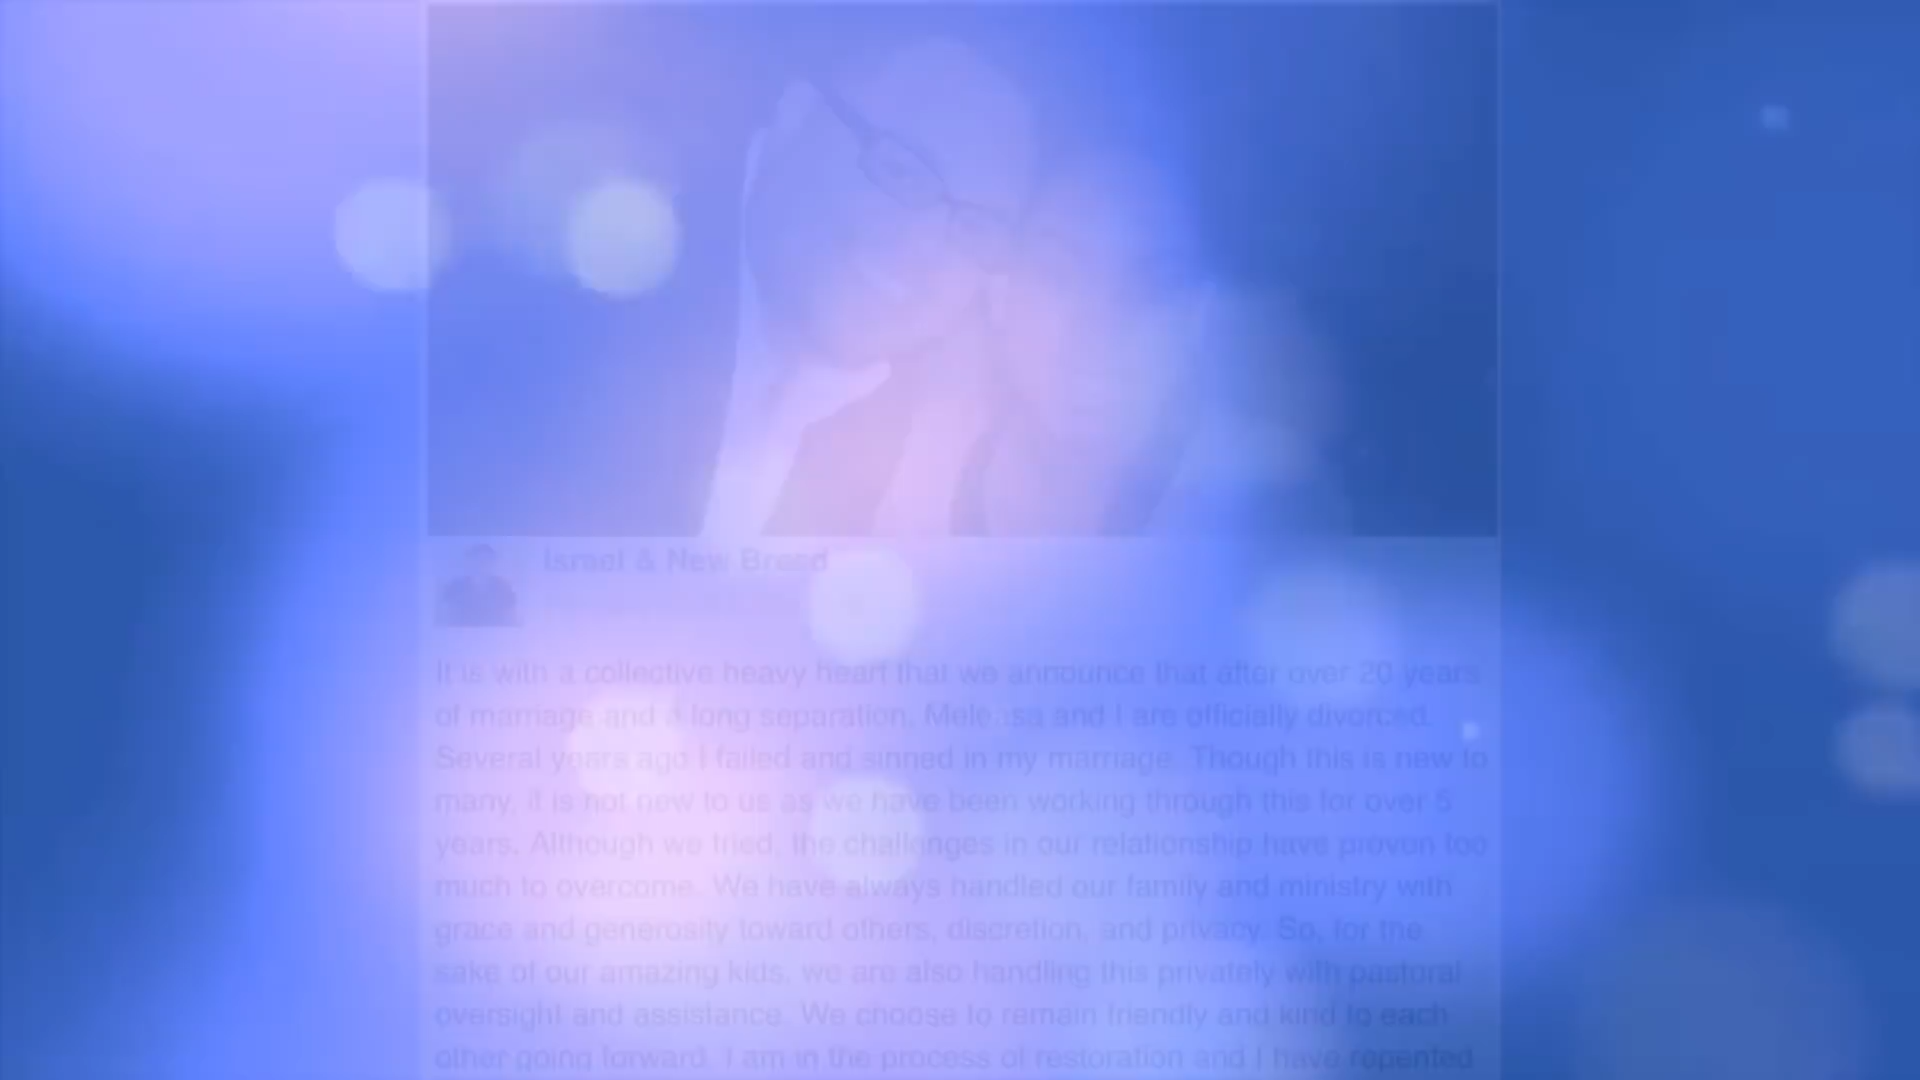 Israel & New Breed
It is with a collective heavy heart that we announce that after over 20 years
of marriage and a long separation, Meleasa and I are officially divorced.
Several years ago I failed and sinned in my marriage. Though this is new to
many, it is not new to us as we have been working through this for over 5
years. Although we tried, the challenges in our relationship have proven too
much to overcome. We have always handled our family and ministry with
grace and generosity toward others, discretion, and privacy. So, for the
sake of our amazing kids, we are also handling this privately with pastoral
oversight and assistance. We choose to remain friendly and kind to each
other going forward. I am in the process of restoration and I have repented